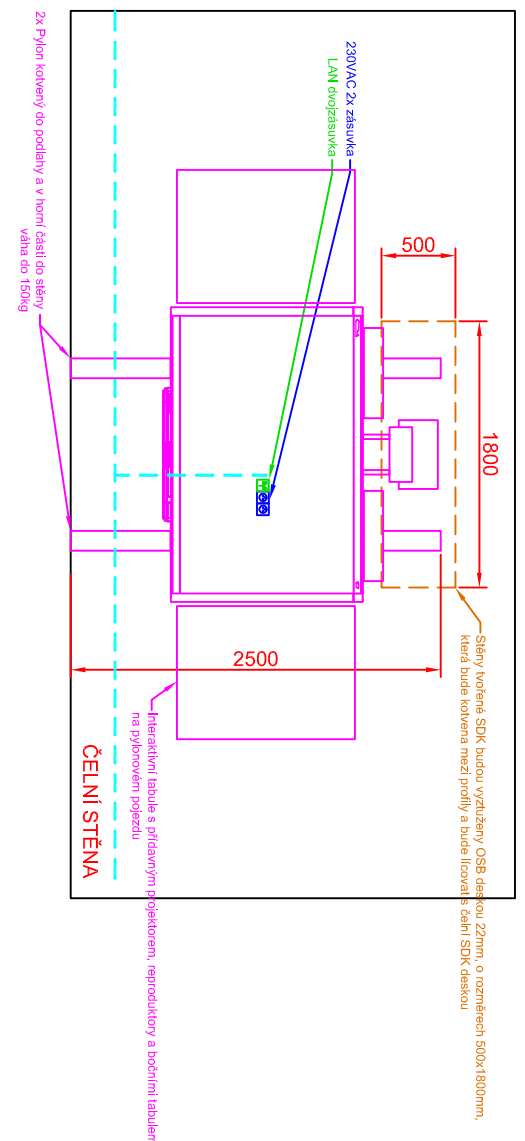 2x Pylon kotvený do podlahy a v horní části do stěny
váha do 150kg
230VAC 2x zásuvka
LAN dvojzásuvka
500
1800
2500
Stěny tvořené SDK budou vyztuženy OSB deskou 22mm, o rozměrech 500x1800mm,
která bude kotvena mezi profily a bude lícovat s čelní SDK deskou
Interaktivní tabule s přídavným projektorem, reproduktory a bočními tabulem
na pylonovém pojezdu
ČELNÍ STĚNA